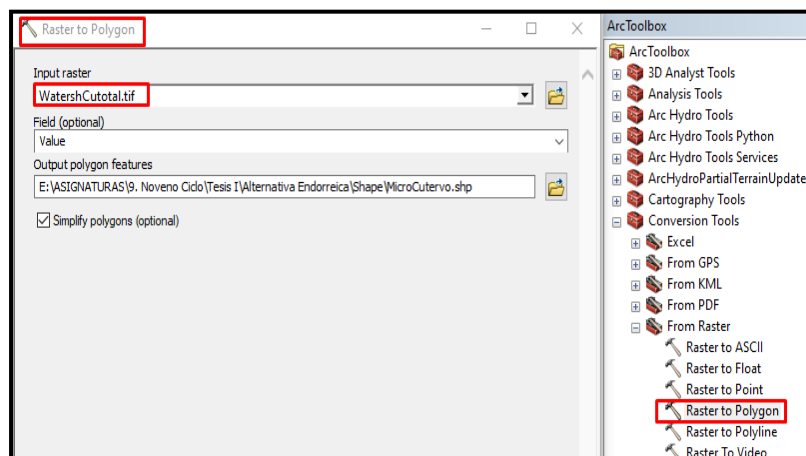 Raster to Polygon
Input raster
WatershCutotal.tif
Field (optional)
Value
Output polygon features
E:\ASIGNATURAS\9. Noveno Ciclo\Tesis I\Alternativa Endorreica\Shape\MicroCutervo.shp
Simplify polygons (optional)
ArcToolbox
ArcToolbox
3D Analyst Tools
Analysis Tools
Arc Hydro Tools
Arc Hydro Tools Python
Arc Hydro Tools Services
ArcHydroPartialTerrainUpdate
Cartography Tools
Conversion Tools
Excel
From GPS
From KML
From PDF
From Raster
Raster to ASCII
Raster to Float
Raster to Point
Raster to Polygon
Raster to Polyline
Raster To Video